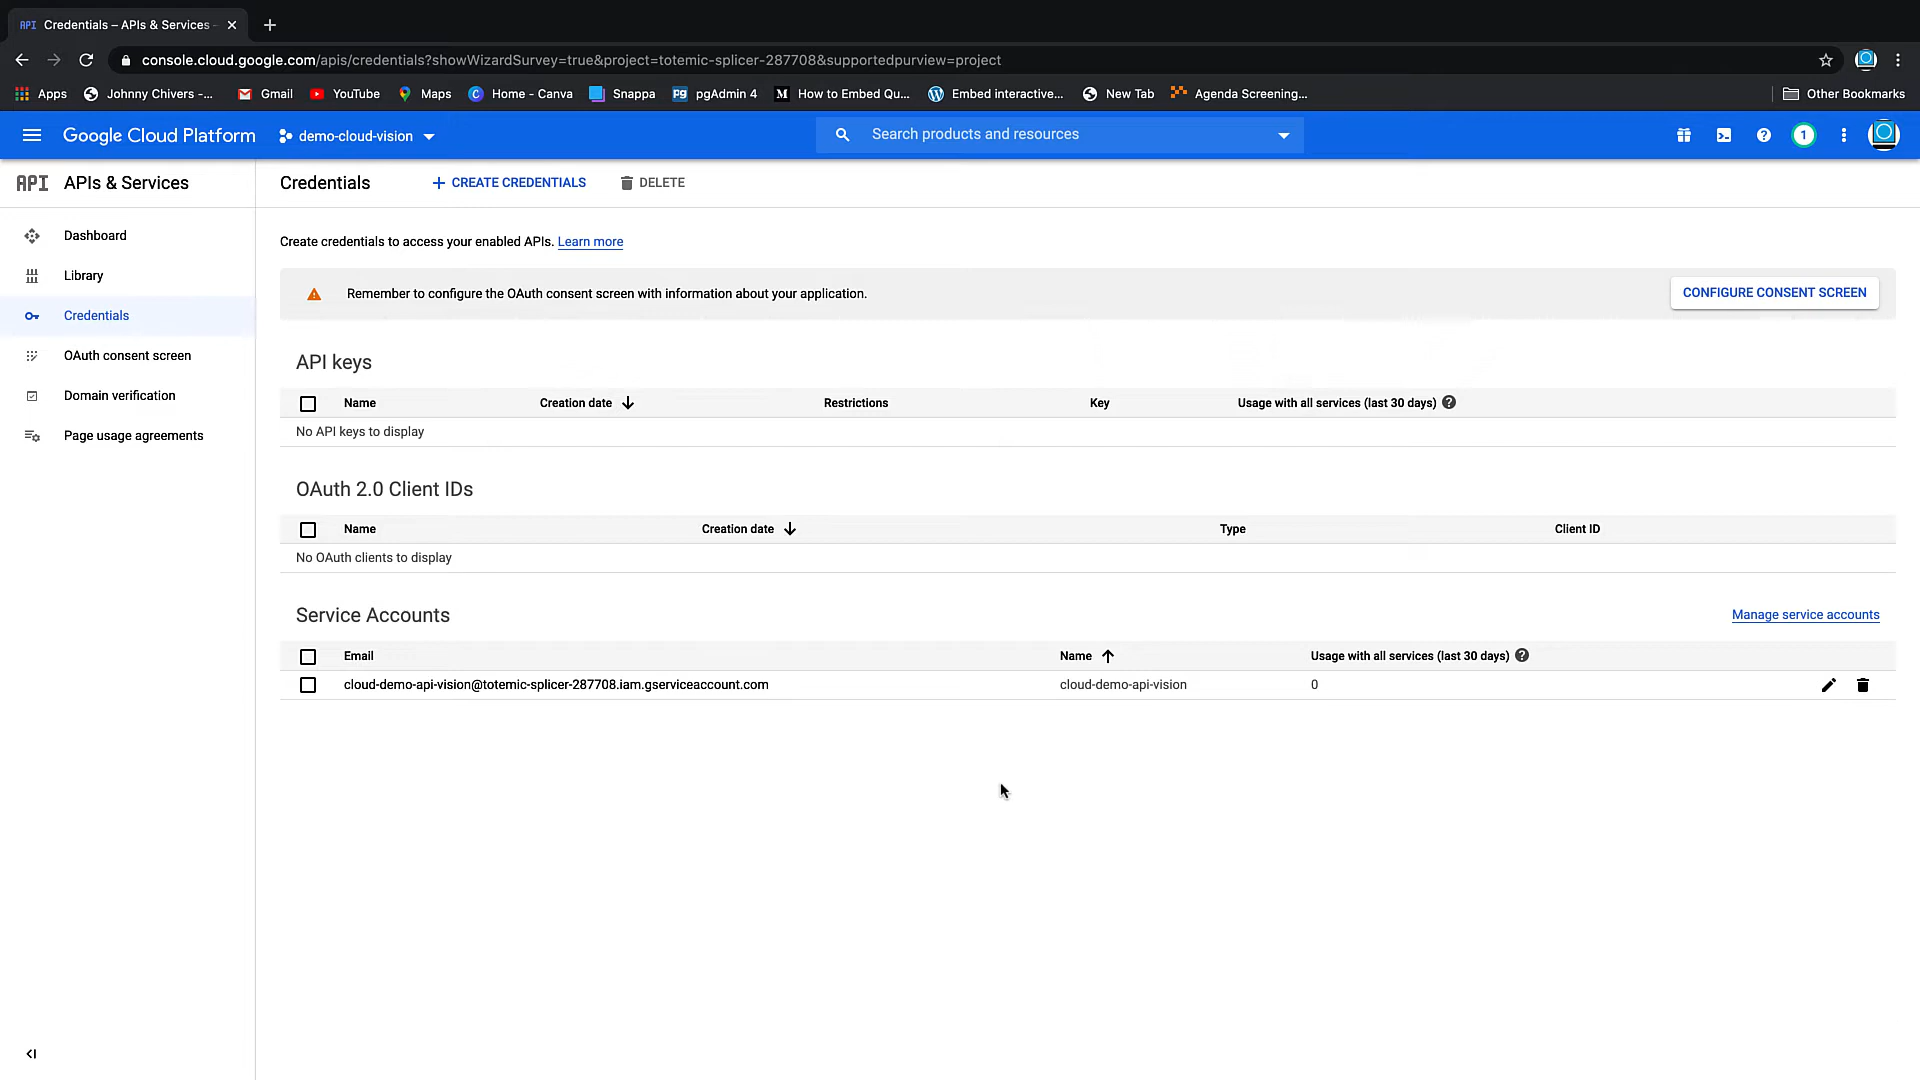 API Credentials – APIs & Services -
console.cloud.google.com/apis/credentials?showWizardSurvey=true&project=totemic-splicer-287708&supportedpurview=project
Apps Johnny Chivers -... Gmail YouTube Maps Home - Canva Snappa pgAdmin 4 How to Embed Qu... Embed interactive... New Tab Agenda Screening... Other Bookmarks
Google Cloud Platform demo-cloud-vision Search products and resources 1
API APIs & Services Credentials CREATE CREDENTIALS DELETE
Dashboard
Create credentials to access your enabled APIs. Learn more
Library
Remember to configure the OAuth consent screen with information about your application. CONFIGURE CONSENT SCREEN
Credentials
OAuth consent screen
API keys
Domain verification
Name Creation date Restrictions Key Usage with all services (last 30 days)
No API keys to display
Page usage agreements
OAuth 2.0 Client IDs
Name Creation date Type Client ID
No OAuth clients to display
Service Accounts Manage service accounts
Email Name Usage with all services (last 30 days)
cloud-demo-api-vision@totemic-splicer-287708.iam.gserviceaccount.com cloud-demo-api-vision 0